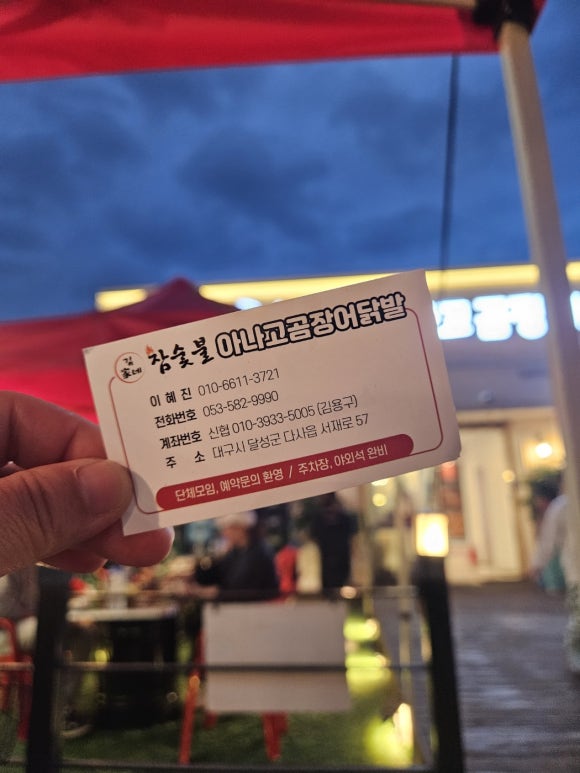 김家네 참숯불 아나고곰장어닭발
이 혜 진 010-6611-3721
전화번호 053-582-9990
계좌번호 신협 010-3933-5005 (김용구)
주 소 대구시 달성군 다사읍 서재로 57
단체모임, 예약문의 환영 / 주차장, 야외석 완비